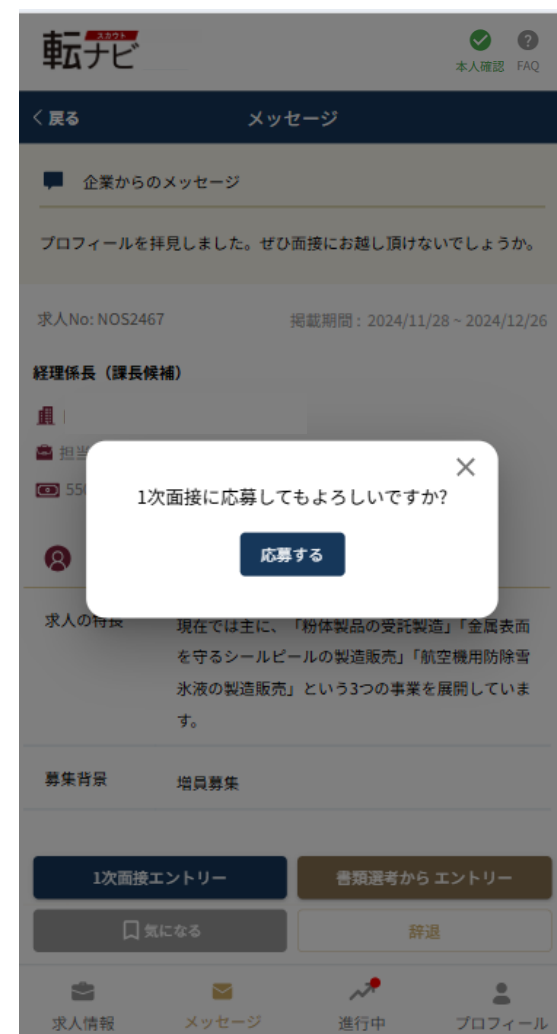 スカウト
転ナビ
本人確認 FAQ
戻る メッセージ
企業からのメッセージ
プロフィールを拝見しました。ぜひ面接にお越し頂けないでしょうか。
求人No: NOS2467 掲載期間 : 2024/11/28 ~ 2024/12/26
経理係長（課長候補）
担当
550
1次面接に応募してもよろしいですか?
応募する
求人の特長 現在では主に、「粉体製品の受託製造」「金属表面
を守るシールピールの製造販売」「航空機用防除雪
氷液の製造販売」という3つの事業を展開していま
す。
募集背景 増員募集
1次面接エントリー 書類選考から エントリー
気になる 辞退
求人情報 メッセージ 進行中 プロフィール